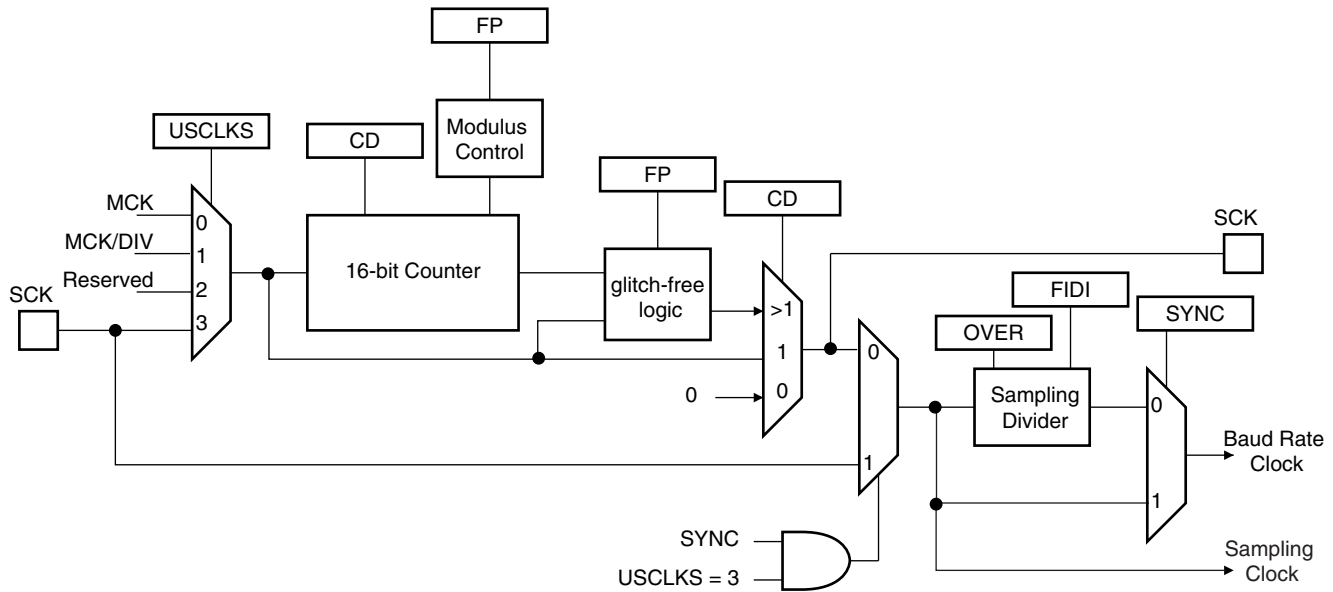 FP
USCLKS
Modulus
Control
CD
FP
CD
MCK
0
MCK/DIV
1
Reserved
2
SCK
3
16-bit Counter
glitch-free
logic
>1
1
0
0
SCK
FIDI
OVER
SYNC
0
1
Sampling
Divider
0
1
Baud Rate
Clock
SYNC
USCLKS = 3
Sampling
Clock